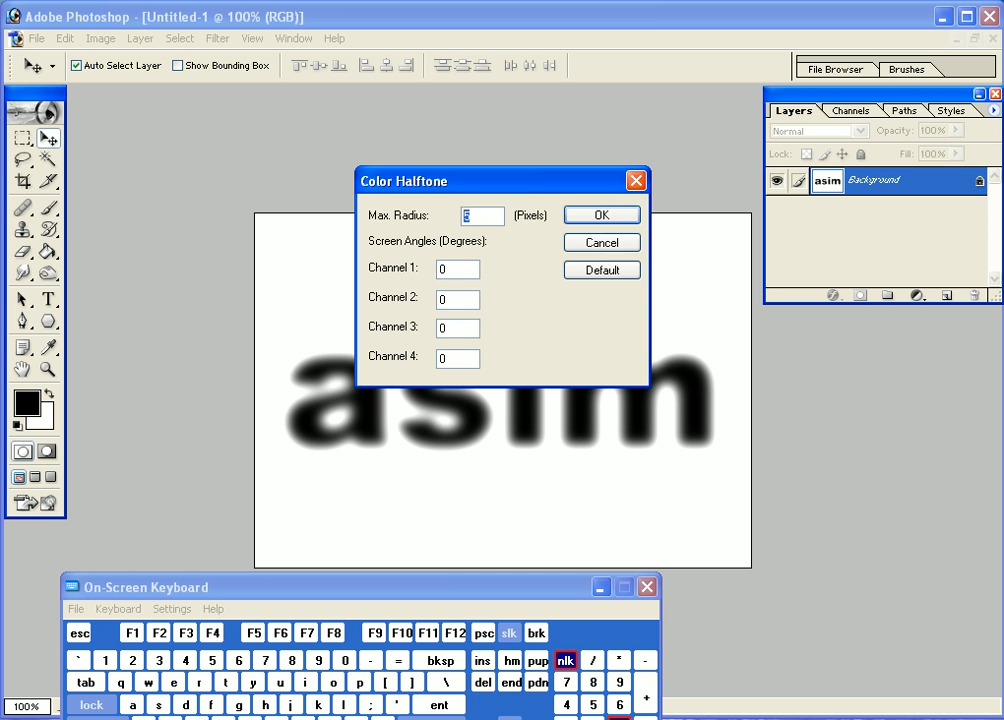 Adobe Photoshop - [Untitled-1 @ 100% (RGB)]
File Edit Image Layer Select Filter View Window Help
Auto Select Layer Show Bounding Box File Browser Brushes
Layers Channels Paths Styles
Normal Opacity: 100%
Lock: Fill: 100%
asim Background
Color Halftone
Max. Radius: 5 (Pixels) OK
Screen Angles (Degrees): Cancel
Channel 1: 0 Default
Channel 2: 0
Channel 3: 0
Channel 4: 0
asim
On-Screen Keyboard
File Keyboard Settings Help
esc F1 F2 F3 F4 F5 F6 F7 F8 F9 F10 F11 F12 psc slk brk
` 1 2 3 4 5 6 7 8 9 0 - = bksp ins hm pup nlk / * -
tab q w e r t y u i o p [ ] \ del end pdn 7 8 9 +
lock a s d f g h j k l ; ' ent 4 5 6
100%